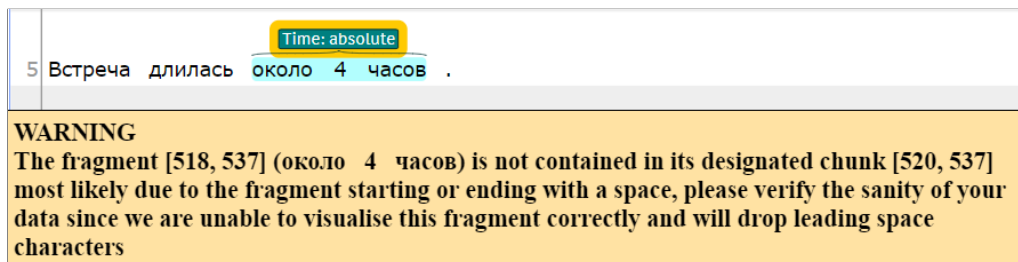 Time: absolute
5 Встреча длилась около 4 часов .
WARNING
The fragment [518, 537] (около 4 часов) is not contained in its designated chunk [520, 537]
most likely due to the fragment starting or ending with a space, please verify the sanity of your
data since we are unable to visualise this fragment correctly and will drop leading space
characters